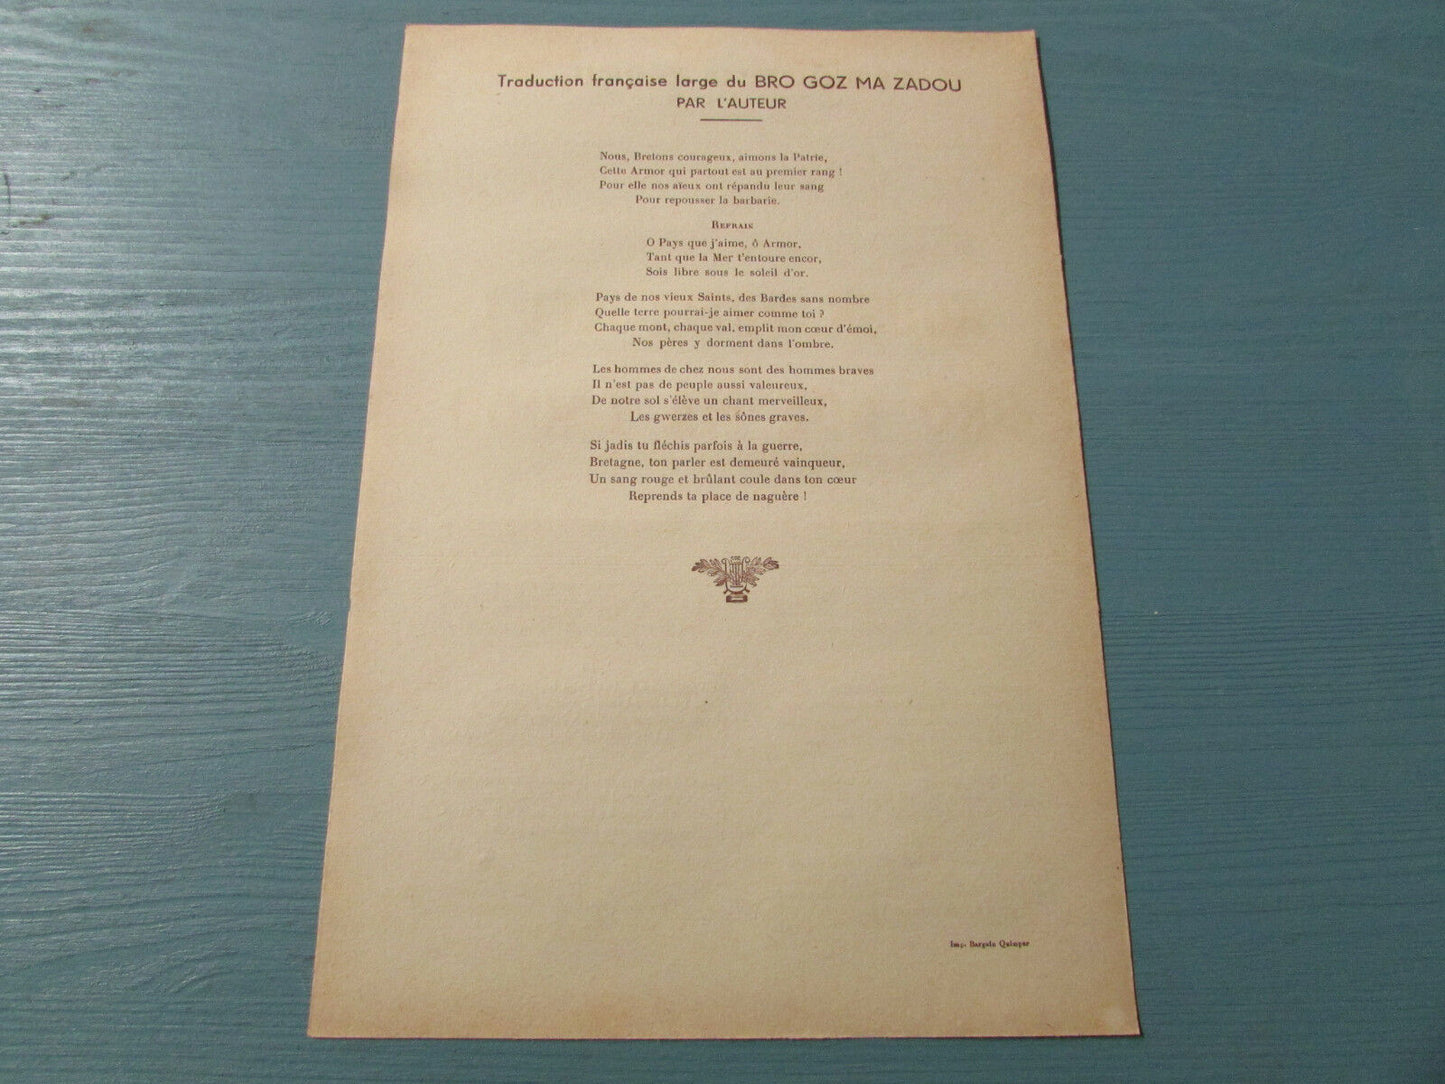 Traduction française large du BRO GOZ MA ZADOU
PAR L'AUTEUR
Nous, Bretons courageux, aimons la Patrie,
Cette Armor qui partout est au premier rang !
Pour elle nos aïeux ont répandu leur sang
Pour repousser la barbarie.
REFRAIN
O Pays que j'aime, ô Armor,
Tant que la Mer t'entoure encor,
Sois libre sous le soleil d'or.
Pays de nos vieux Saints, des Bardes sans nombre
Quelle terre pourrai-je aimer comme toi ?
Chaque mont, chaque val, emplit mon cœur d'émoi,
Nos pères y dorment dans l'ombre.
Les hommes de chez nous sont des hommes braves
Il n'est pas de peuple aussi valeureux,
De notre sol s'élève un chant merveilleux,
Les gwerzes et les sônes graves.
Si jadis tu fléchis parfois à la guerre,
Bretagne, ton parler est demeuré vainqueur,
Un sang rouge et brûlant coule dans ton cœur
Reprends ta place de naguère !
Imp. Bargain Quimper